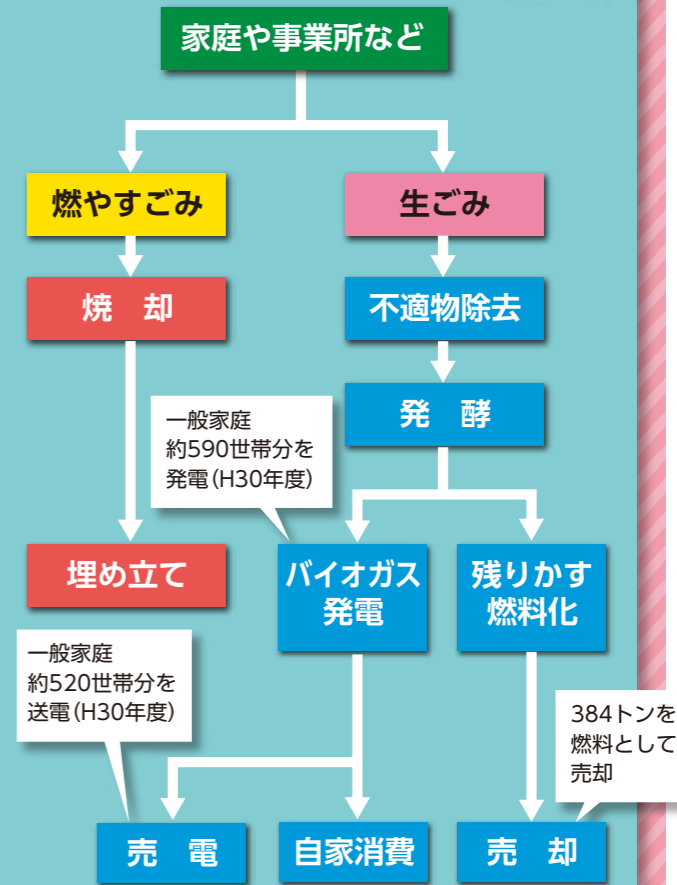 家庭や事業所など
燃やすごみ
生ごみ
焼　却
不適物除去
発　酵
一般家庭
約590世帯分を
発電（H30年度）
埋め立て
バイオガス
発電
残りかす
燃料化
一般家庭
約520世帯分を
送電（H30年度）
384トンを
燃料として
売却
売　電
自家消費
売　却